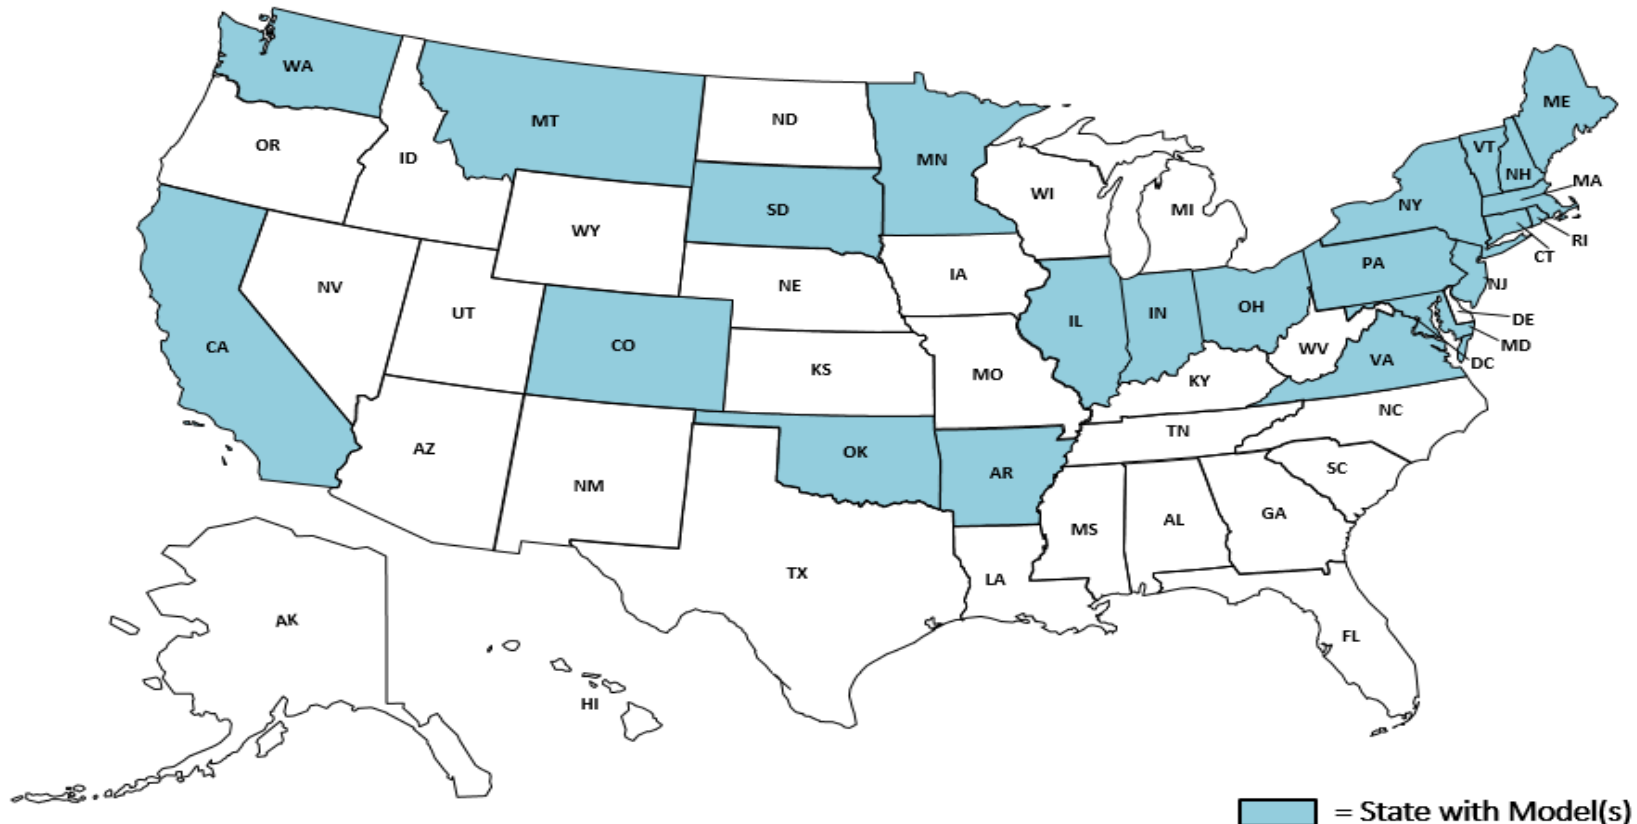 WA
MT
ND
MN
ME
OR
ID
VT
NH
MA
WI
MI
SD
NY
WY
RI
CT
IA
PA
NE
NV
NJ
UT
IL
IN
OH
DE
CA
CO
MD
WV
VA
DC
KS
MO
KY
NC
AZ
OK
TN
AR
SC
NM
MS
AL
GA
TX
LA
AK
FL
HI
= State with Model(s)